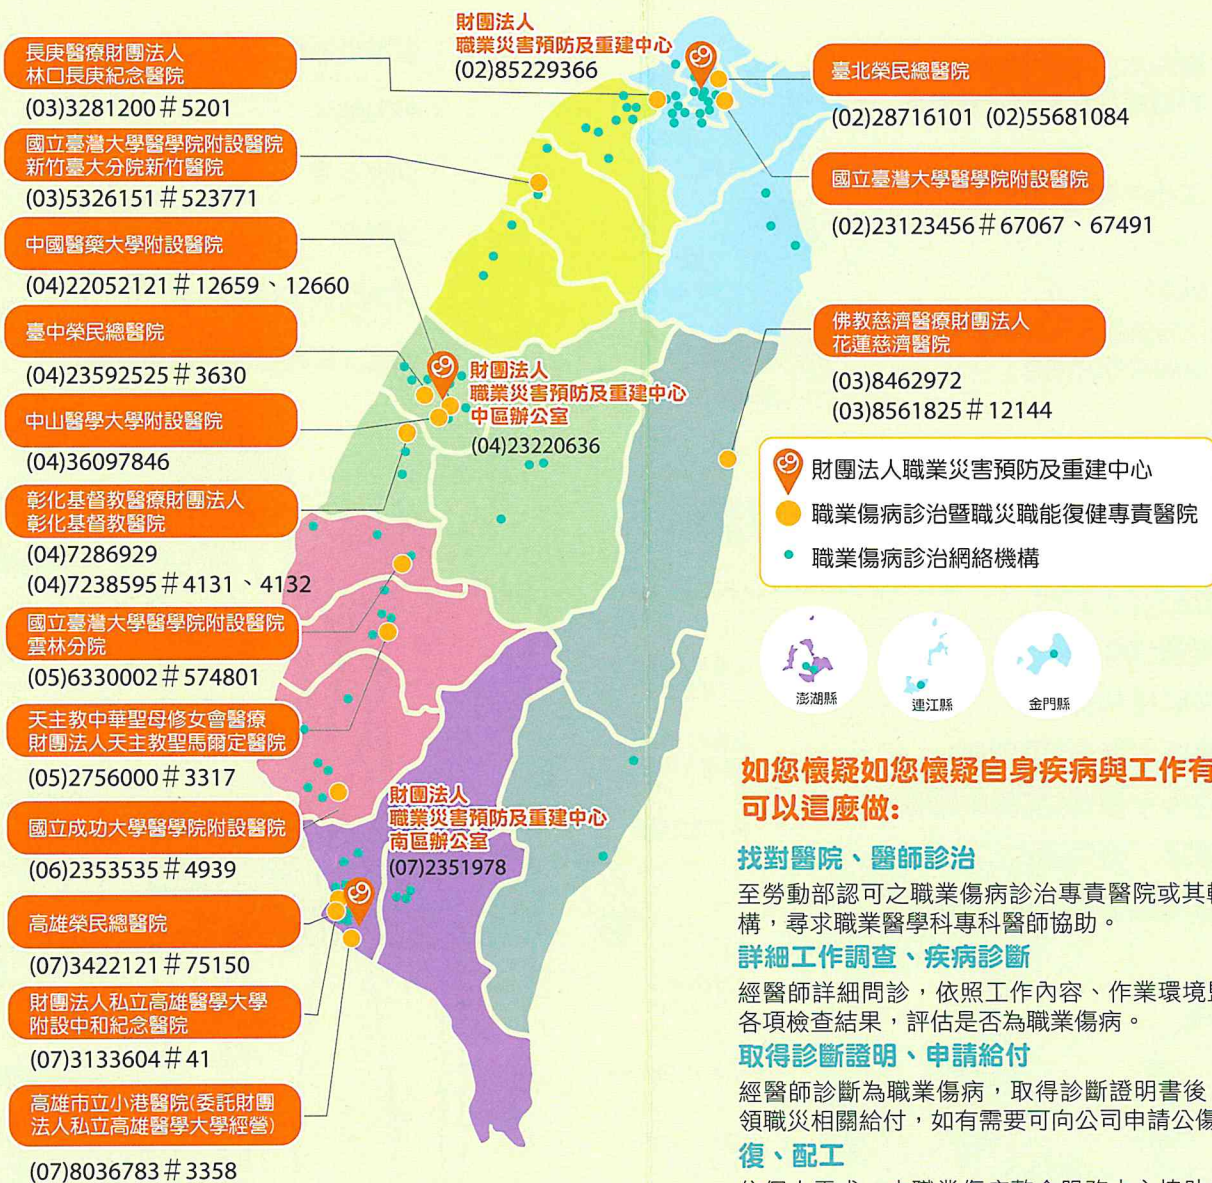 財團法人
職業災害預防及重建中心
(02)85229366
長庚醫療財團法人
林口長庚紀念醫院
(03)3281200＃5201
國立臺灣大學醫學院附設醫院
新竹臺大分院新竹醫院
(03)5326151＃523771
中國醫藥大學附設醫院
(04)22052121＃12659、12660
臺中榮民總醫院
(04)23592525＃3630
中山醫學大學附設醫院
(04)36097846
彰化基督教醫療財團法人
彰化基督教醫院
(04)7286929
(04)7238595＃4131、4132
國立臺灣大學醫學院附設醫院
雲林分院
(05)6330002＃574801
天主教中華聖母修女會醫療
財團法人天主教聖馬爾定醫院
(05)2756000＃3317
國立成功大學醫學院附設醫院
(06)2353535＃4939
高雄榮民總醫院
(07)3422121＃75150
財團法人私立高雄醫學大學
附設中和紀念醫院
(07)3133604＃41
高雄市立小港醫院(委託財團
法人私立高雄醫學大學經營)
(07)8036783＃3358
財團法人
職業災害預防及重建中心
中區辦公室
(04)23220636
財團法人
職業災害預防及重建中心
南區辦公室
(07)2351978
臺北榮民總醫院
(02)28716101 (02)55681084
國立臺灣大學醫學院附設醫院
(02)23123456＃67067、67491
佛教慈濟醫療財團法人
花蓮慈濟醫院
(03)8462972
(03)8561825＃12144
財團法人職業災害預防及重建中心
職業傷病診治暨職災職能復健專責醫院
職業傷病診治網絡機構
澎湖縣
連江縣
金門縣
如您懷疑如您懷疑自身疾病與工作有
可以這麼做:
找對醫院、醫師診治
至勞動部認可之職業傷病診治專責醫院或其
構，尋求職業醫學科專科醫師協助。
詳細工作調查、疾病診斷
經醫師詳細問診，依照工作內容、作業環境
各項檢查結果，評估是否為職業傷病。
取得診斷證明、申請給付
經醫師診斷為職業傷病，取得診斷證明書後
領職災相關給付，如有需要可向公司申請公傷
復、配工